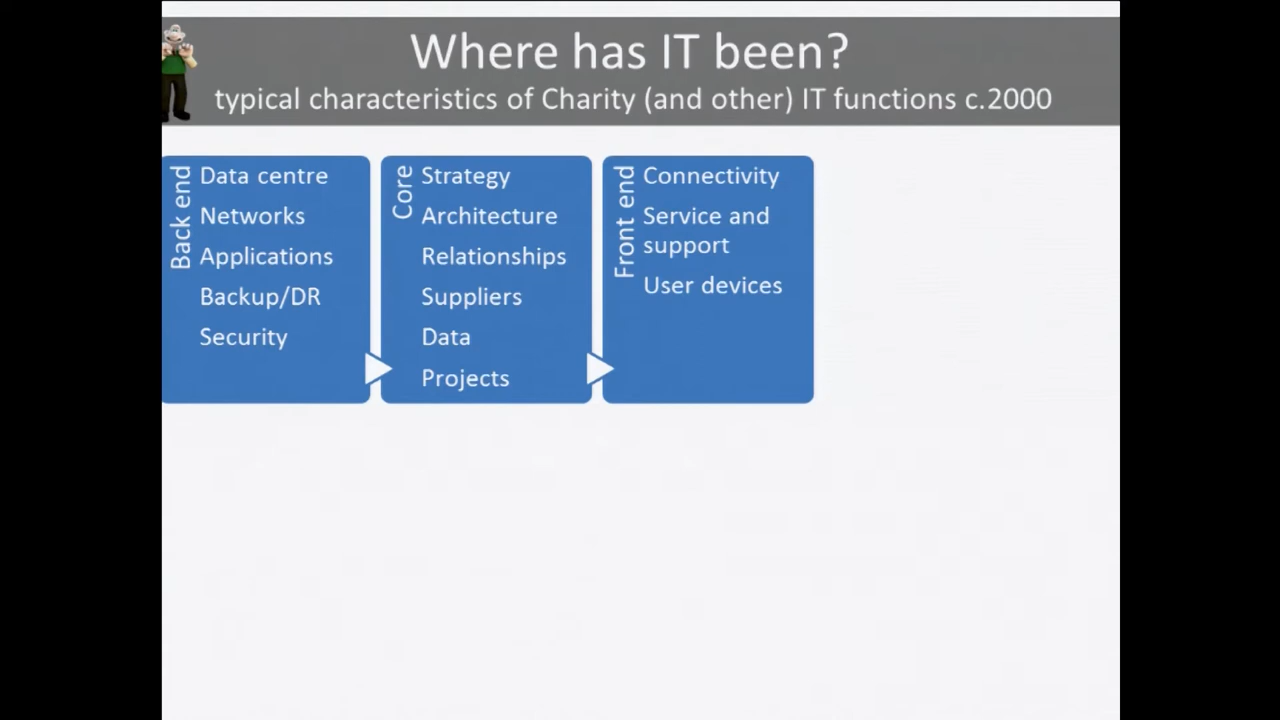 Where has IT been?
typical characteristics of Charity (and other) IT functions c.2000
Back end
Data centre
Networks
Applications
Backup/DR
Security
Core
Strategy
Architecture
Relationships
Suppliers
Data
Projects
Front end
Connectivity
Service and
support
User devices